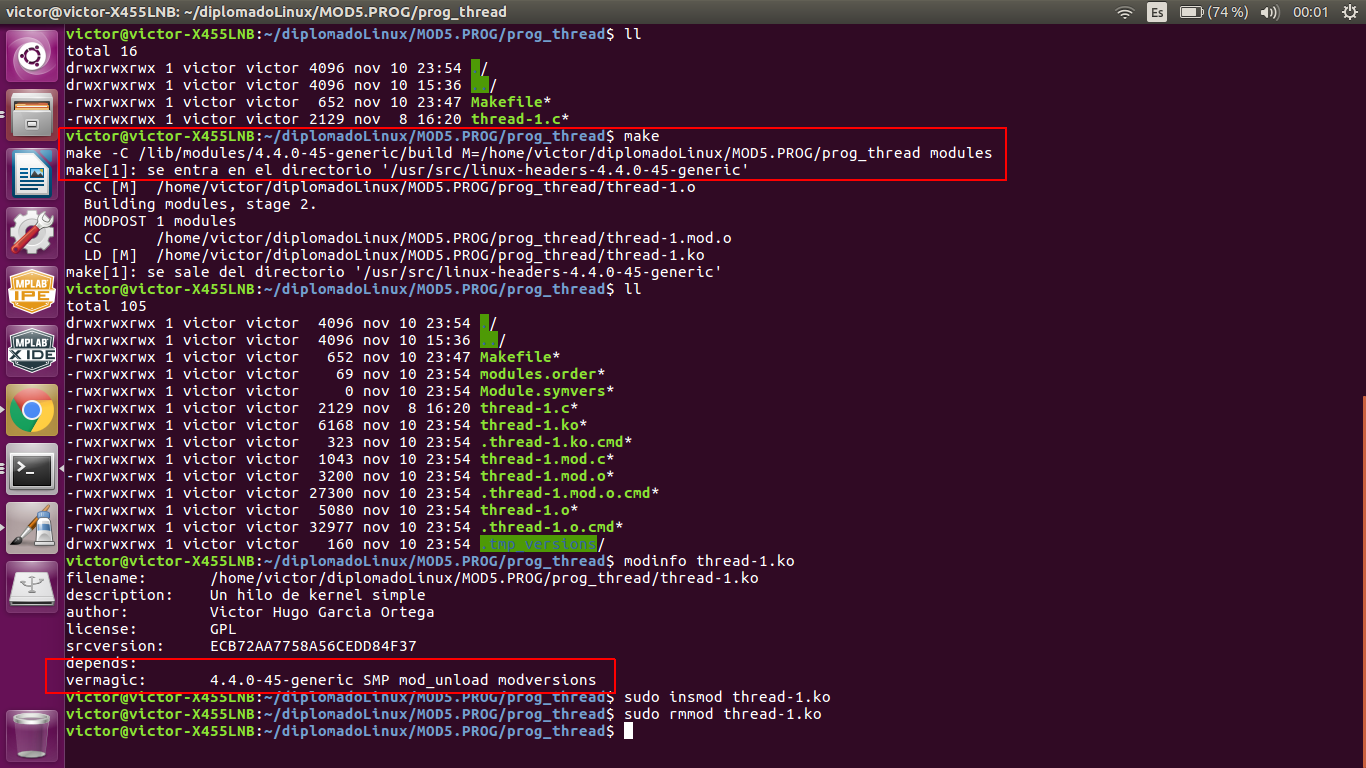 victor@victor-X455LNB: ~/diplomadoLinux/MOD5.PROG/prog_thread
Es
(74 %)
00:01
victor@victor-X455LNB:~/diplomadoLinux/MOD5.PROG/prog_thread$ ll
total 16
drwxrwxrwx 1 victor victor 4096 nov 10 23:54 ./
drwxrwxrwx 1 victor victor 4096 nov 10 15:36 ../
-rwxrwxrwx 1 victor victor  652 nov 10 23:47 Makefile*
-rwxrwxrwx 1 victor victor 2129 nov  8 16:20 thread-1.c*
victor@victor-X455LNB:~/diplomadoLinux/MOD5.PROG/prog_thread$ make
make -C /lib/modules/4.4.0-45-generic/build M=/home/victor/diplomadoLinux/MOD5.PROG/prog_thread modules
make[1]: se entra en el directorio '/usr/src/linux-headers-4.4.0-45-generic'
  CC [M]  /home/victor/diplomadoLinux/MOD5.PROG/prog_thread/thread-1.o
  Building modules, stage 2.
  MODPOST 1 modules
  CC      /home/victor/diplomadoLinux/MOD5.PROG/prog_thread/thread-1.mod.o
  LD [M]  /home/victor/diplomadoLinux/MOD5.PROG/prog_thread/thread-1.ko
make[1]: se sale del directorio '/usr/src/linux-headers-4.4.0-45-generic'
victor@victor-X455LNB:~/diplomadoLinux/MOD5.PROG/prog_thread$ ll
total 105
drwxrwxrwx 1 victor victor  4096 nov 10 23:54 ./
drwxrwxrwx 1 victor victor  4096 nov 10 15:36 ../
-rwxrwxrwx 1 victor victor   652 nov 10 23:47 Makefile*
-rwxrwxrwx 1 victor victor    69 nov 10 23:54 modules.order*
-rwxrwxrwx 1 victor victor     0 nov 10 23:54 Module.symvers*
-rwxrwxrwx 1 victor victor  2129 nov  8 16:20 thread-1.c*
-rwxrwxrwx 1 victor victor  6168 nov 10 23:54 thread-1.ko*
-rwxrwxrwx 1 victor victor   323 nov 10 23:54 .thread-1.ko.cmd*
-rwxrwxrwx 1 victor victor  1043 nov 10 23:54 thread-1.mod.c*
-rwxrwxrwx 1 victor victor  3200 nov 10 23:54 thread-1.mod.o*
-rwxrwxrwx 1 victor victor 27300 nov 10 23:54 .thread-1.mod.o.cmd*
-rwxrwxrwx 1 victor victor  5080 nov 10 23:54 thread-1.o*
-rwxrwxrwx 1 victor victor 32977 nov 10 23:54 .thread-1.o.cmd*
drwxrwxrwx 1 victor victor   160 nov 10 23:54 .tmp_versions/
victor@victor-X455LNB:~/diplomadoLinux/MOD5.PROG/prog_thread$ modinfo thread-1.ko
filename:       /home/victor/diplomadoLinux/MOD5.PROG/prog_thread/thread-1.ko
description:    Un hilo de kernel simple
author:         Victor Hugo Garcia Ortega
license:        GPL
srcversion:     ECB72AA7758A56CEDD84F37
depends:
vermagic:       4.4.0-45-generic SMP mod_unload modversions
victor@victor-X455LNB:~/diplomadoLinux/MOD5.PROG/prog_thread$ sudo insmod thread-1.ko
victor@victor-X455LNB:~/diplomadoLinux/MOD5.PROG/prog_thread$ sudo rmmod thread-1.ko
victor@victor-X455LNB:~/diplomadoLinux/MOD5.PROG/prog_thread$
MPLAB
IPE
MPLAB
X IDE
>_